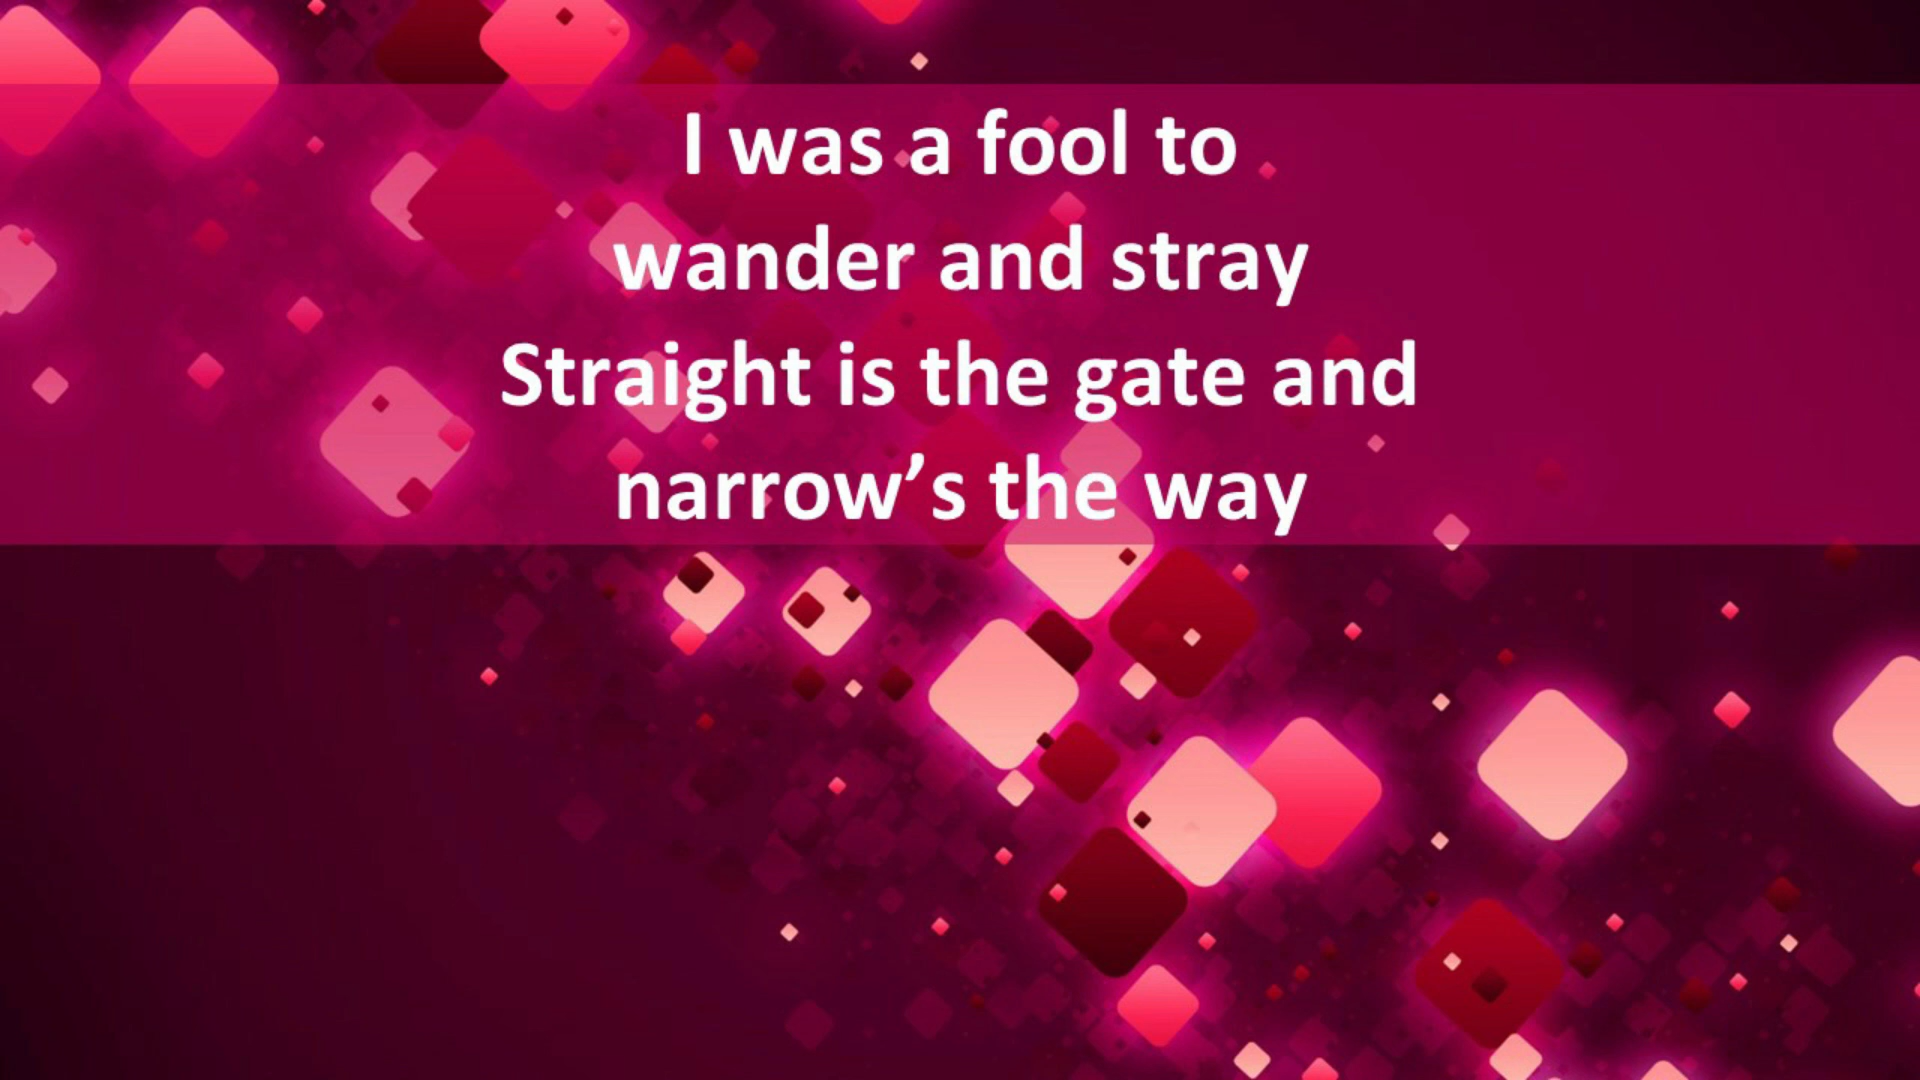 I was a fool to
wander and stray
Straight is the gate and
narrow’s the way